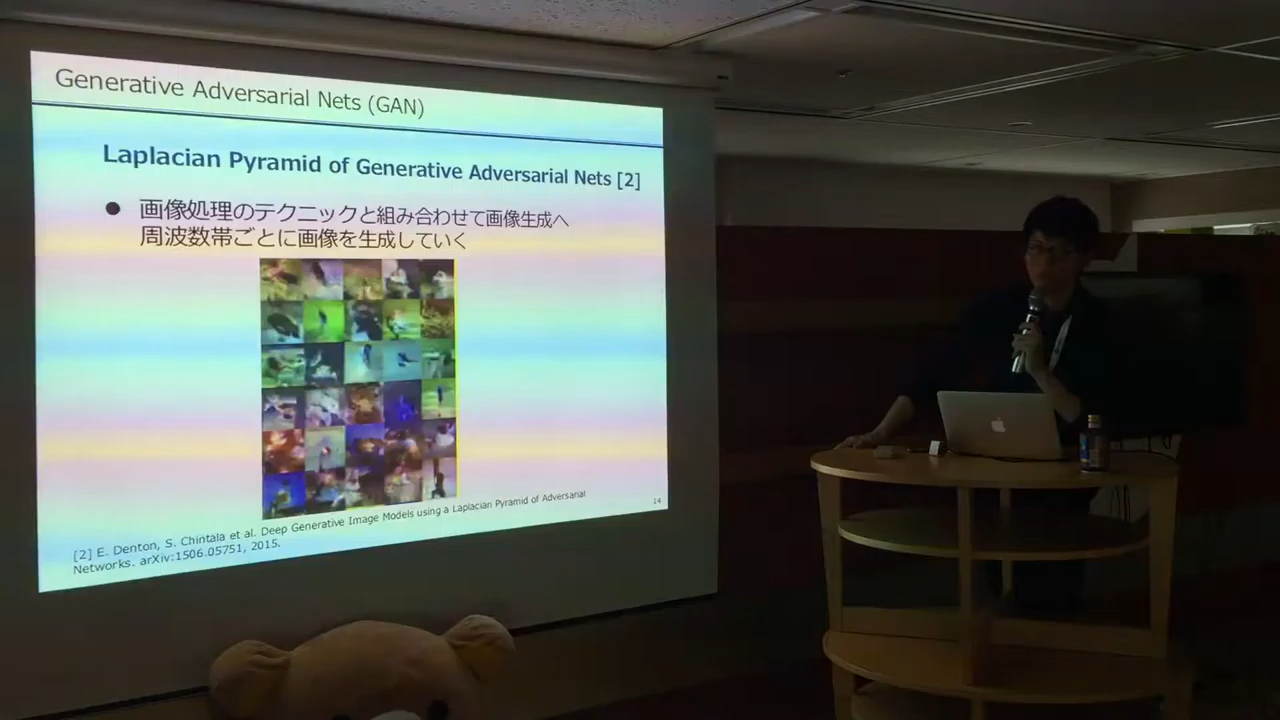 Generative Adversarial Nets (GAN)
Laplacian Pyramid of Generative Adversarial Nets [2]
● 画像処理のテクニックと組み合わせて画像生成へ
周波数帯ごとに画像を生成していく
14
[2] E. Denton, S. Chintala et al. Deep Generative Image Models using a Laplacian Pyramid of Adversarial
Networks. arXiv:1506.05751, 2015.